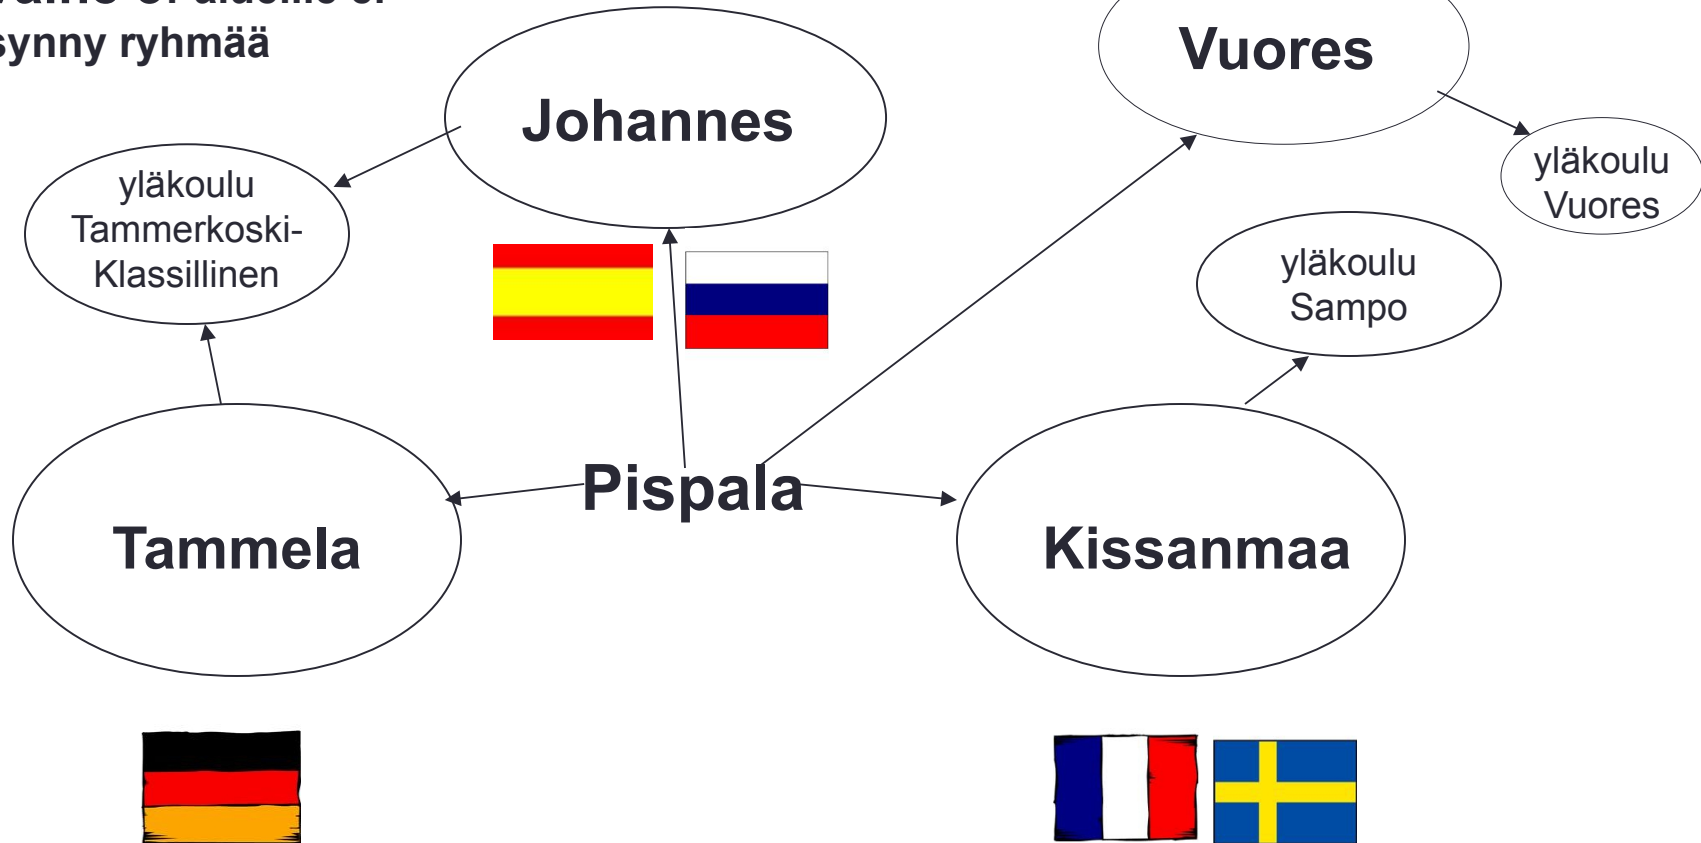 synny ryhmää
Vuores
Johannes
yläkoulu
Tammerkoski-
Klassillinen
yläkoulu
Vuores
yläkoulu
Sampo
Pispala
Tammela
Kissanmaa